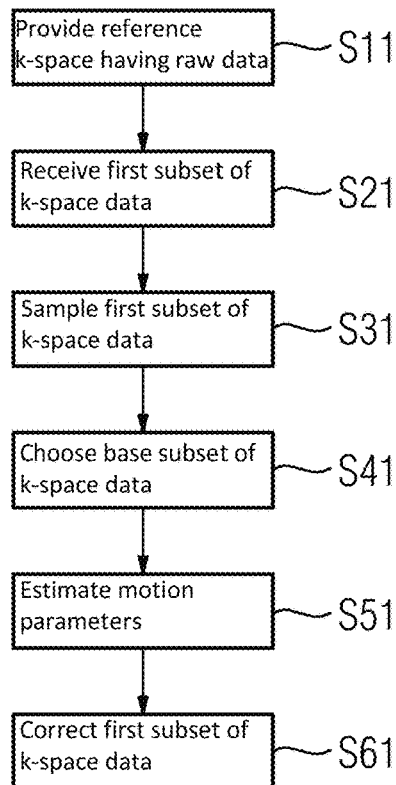 Provide reference
k-space having raw data
S11
Receive first subset of
k-space data
S21
Sample first subset of
k-space data
S31
Choose base subset of
k-space data
S41
Estimate motion
parameters
S51
Correct first subset of
k-space data
S61